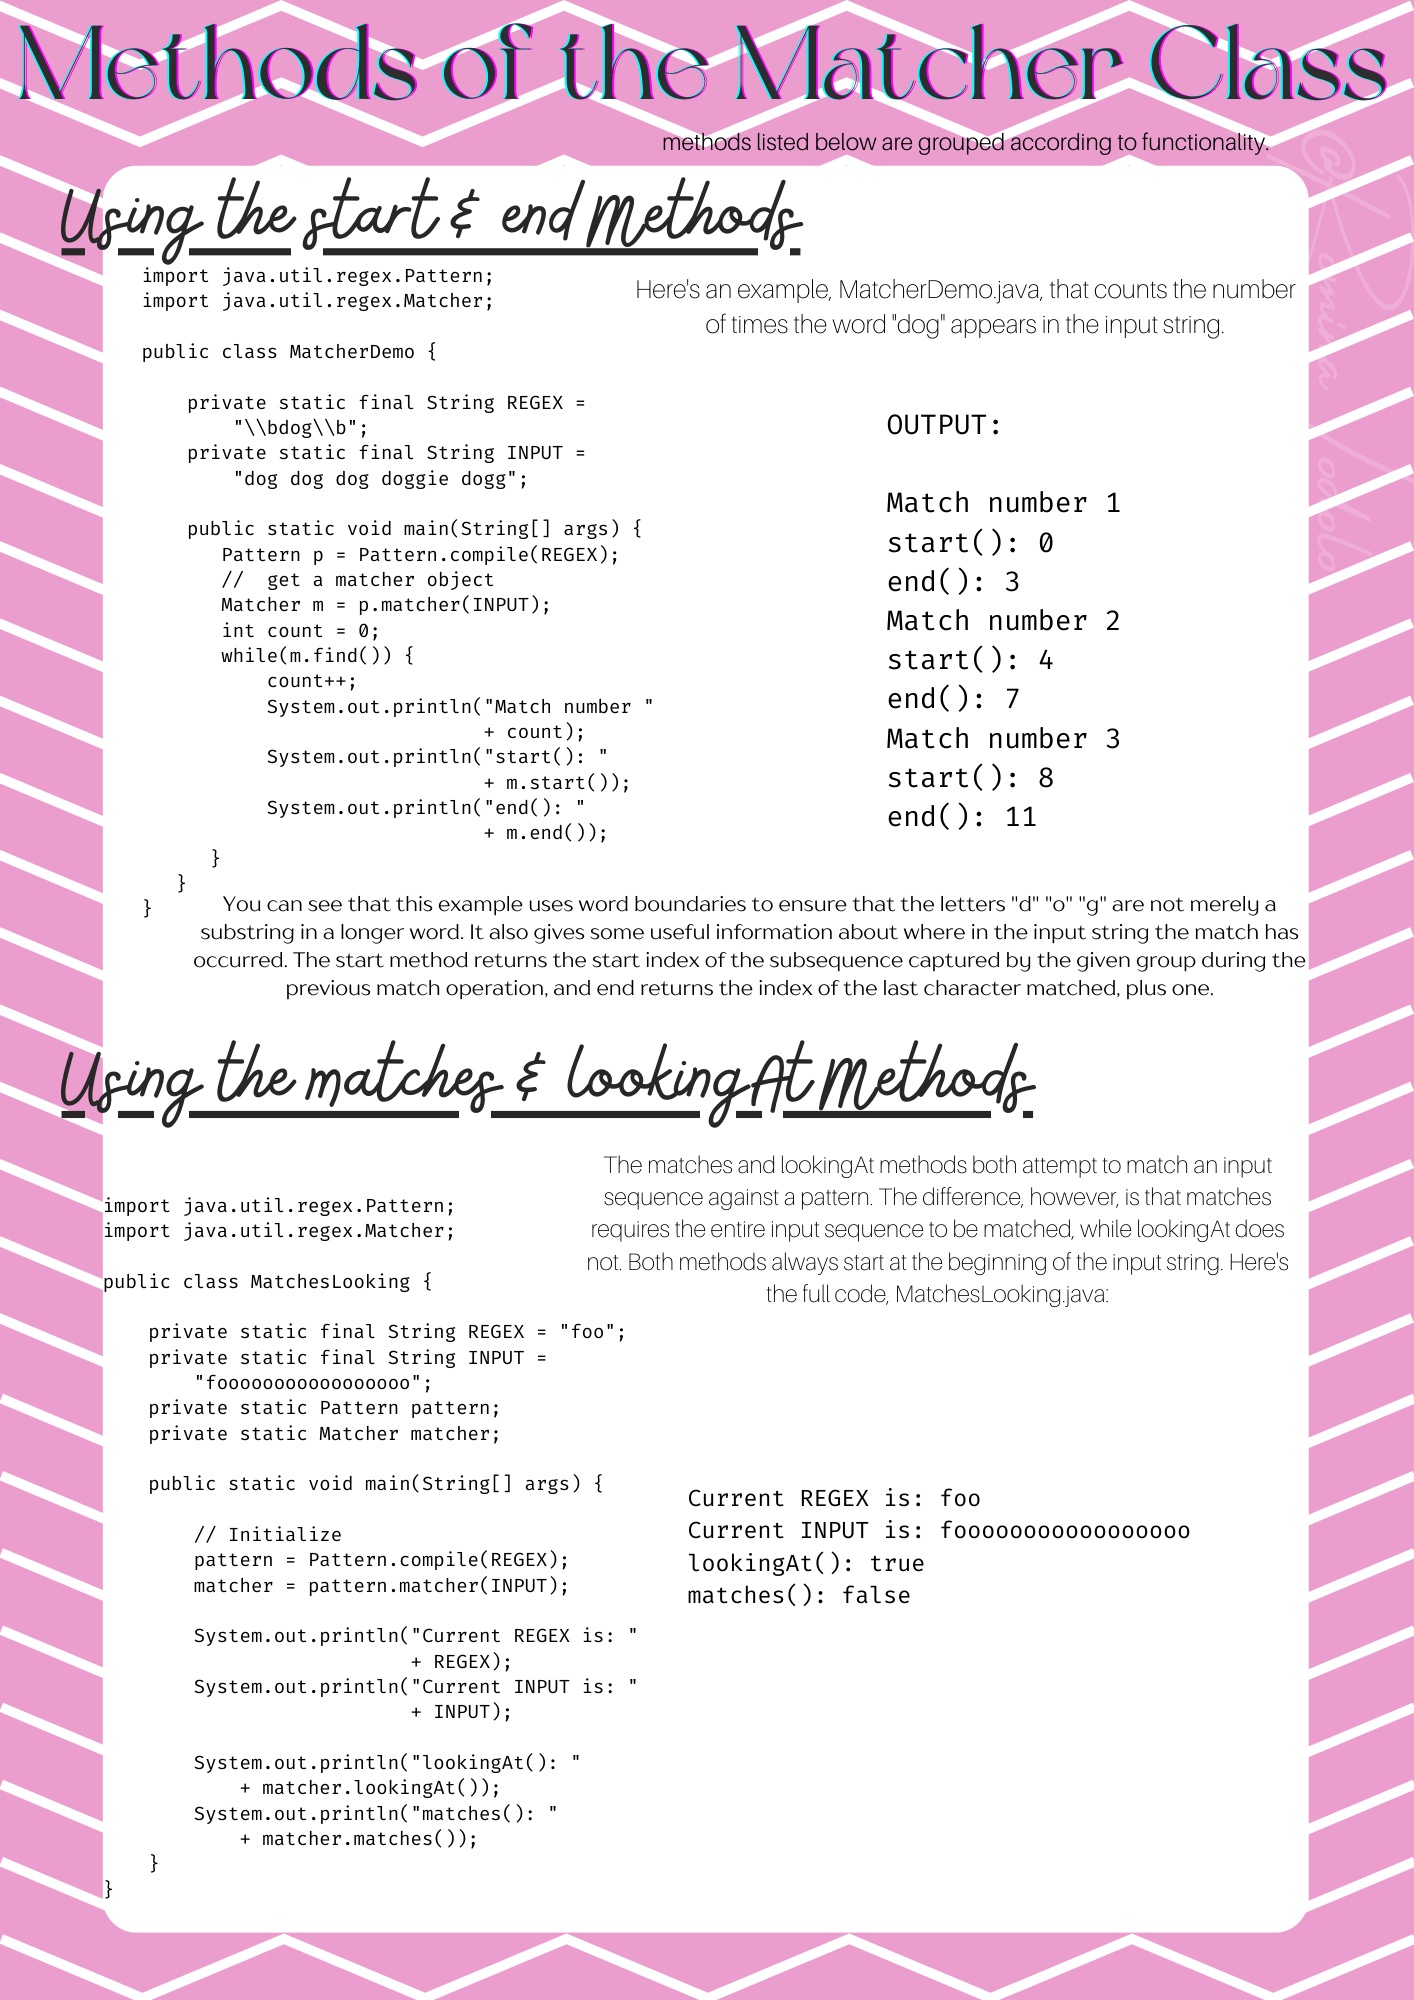 Methods of the Matcher Class
methods listed below are grouped according to functionality.
Using the start & end Methods
import java.util.regex.Pattern;
import java.util.regex.Matcher;
public class MatcherDemo {
private static final String REGEX =
"\\bdog\\b";
private static final String INPUT =
"dog dog dog doggie dogg";
public static void main(String[] args) {
Pattern p = Pattern.compile(REGEX);
//  get a matcher object
Matcher m = p.matcher(INPUT);
int count = 0;
while(m.find()) {
count++;
System.out.println("Match number "
+ count);
System.out.println("start(): "
+ m.start());
System.out.println("end(): "
+ m.end());
}
}
}
Here's an example, MatcherDemo.java, that counts the number
of times the word "dog" appears in the input string.
OUTPUT:
Match number 1
start(): 0
end(): 3
Match number 2
start(): 4
end(): 7
Match number 3
start(): 8
end(): 11
You can see that this example uses word boundaries to ensure that the letters "d" "o" "g" are not merely a
substring in a longer word. It also gives some useful information about where in the input string the match has
occurred. The start method returns the start index of the subsequence captured by the given group during the
previous match operation, and end returns the index of the last character matched, plus one.
Using the matches & lookingAt Methods
The matches and lookingAt methods both attempt to match an input
sequence against a pattern. The difference, however, is that matches
requires the entire input sequence to be matched, while lookingAt does
not. Both methods always start at the beginning of the input string. Here's
the full code, MatchesLooking.java:
import java.util.regex.Pattern;
import java.util.regex.Matcher;
public class MatchesLooking {
private static final String REGEX = "foo";
private static final String INPUT =
"fooooooooooooooooo";
private static Pattern pattern;
private static Matcher matcher;
public static void main(String[] args) {
// Initialize
pattern = Pattern.compile(REGEX);
matcher = pattern.matcher(INPUT);
System.out.println("Current REGEX is: "
+ REGEX);
System.out.println("Current INPUT is: "
+ INPUT);
System.out.println("lookingAt(): "
+ matcher.lookingAt());
System.out.println("matches(): "
+ matcher.matches());
}
}
Current REGEX is: foo
Current INPUT is: fooooooooooooooooo
lookingAt(): true
matches(): false